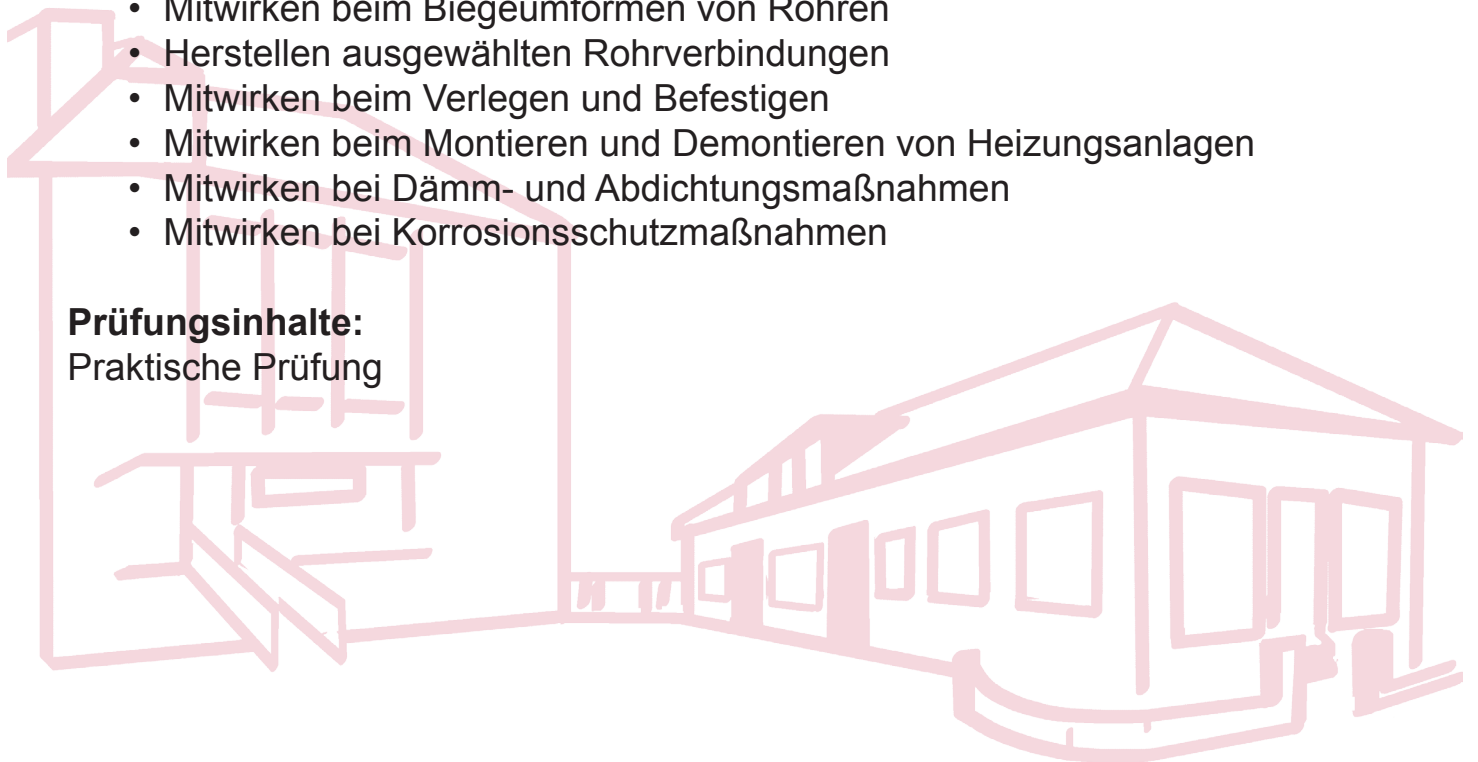 • Mitwirken beim Biegeumformen von Rohren
• Herstellen ausgewählten Rohrverbindungen
• Mitwirken beim Verlegen und Befestigen
• Mitwirken beim Montieren und Demontieren von Heizungsanlagen
• Mitwirken bei Dämm- und Abdichtungsmaßnahmen
• Mitwirken bei Korrosionsschutzmaßnahmen
Prüfungsinhalte:
Praktische Prüfung